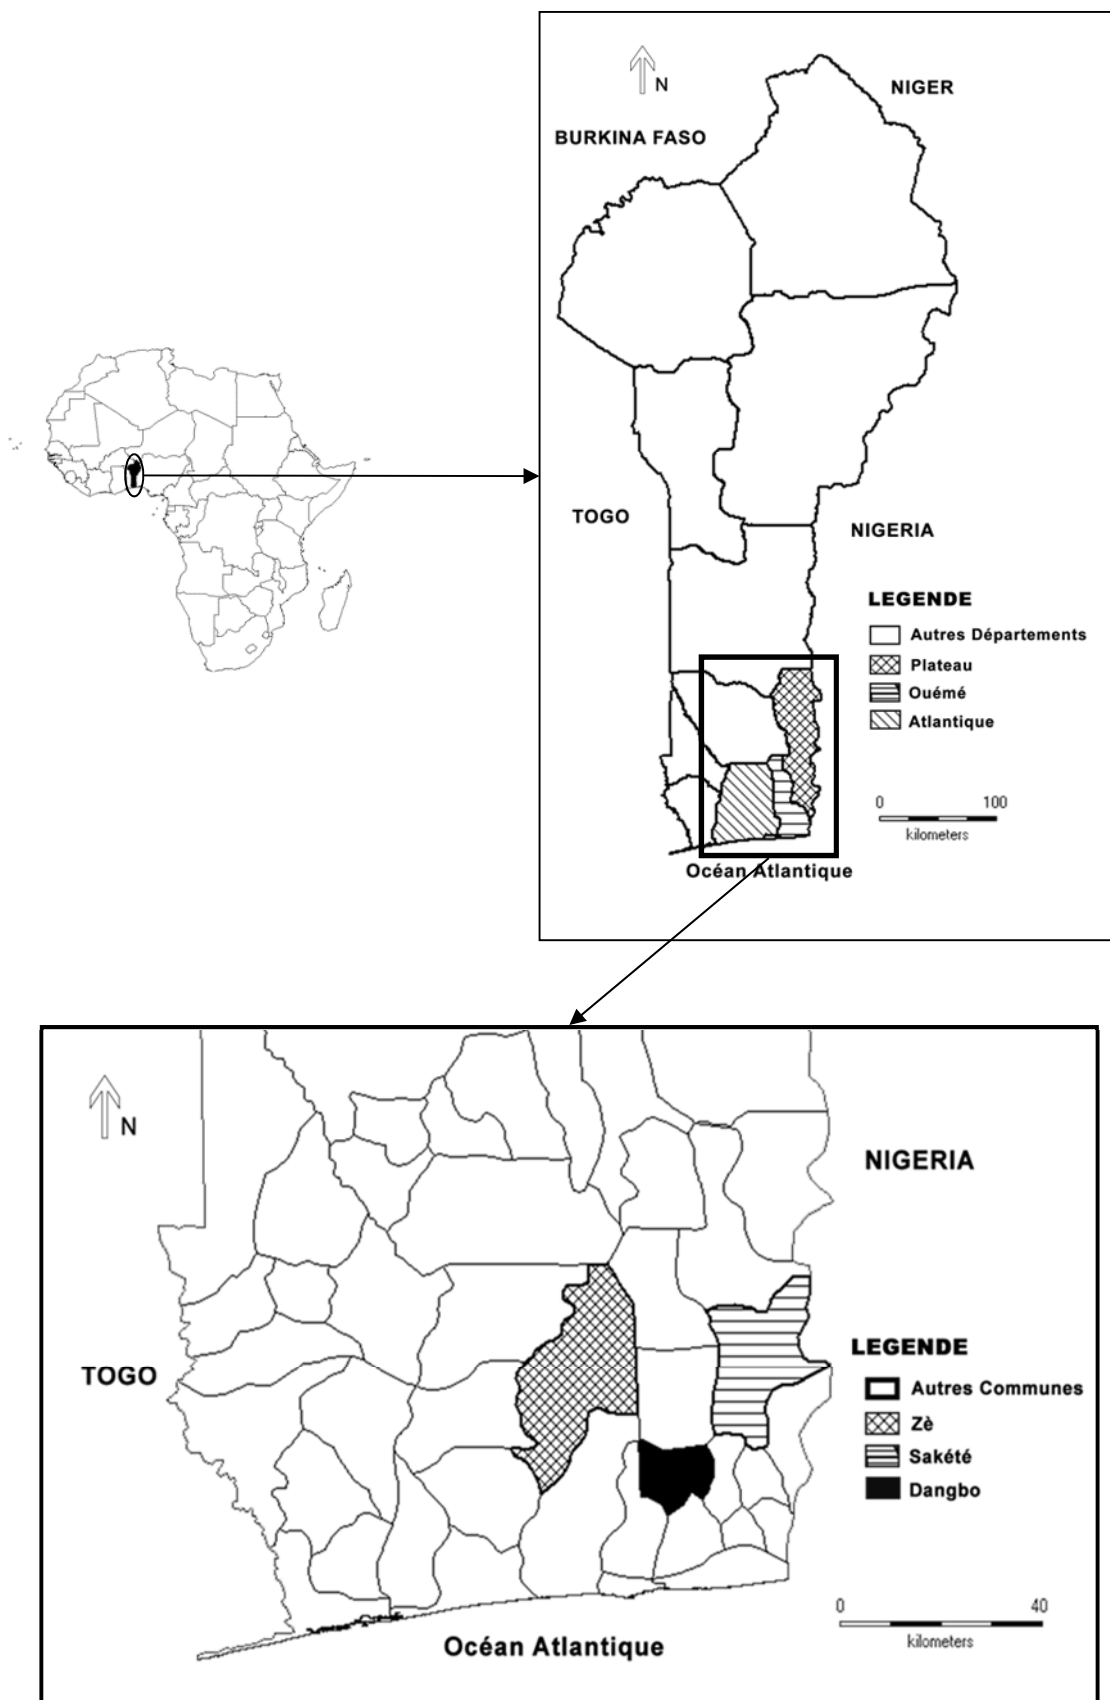 N
NIGER
BURKINA FASO
TOGO
NIGERIA
LEGENDE
Autres Départements
Plateau
Ouémé
Atlantique
0 100
kilometers
Océan Atlantique
N
NIGERIA
TOGO
LEGENDE
Autres Communes
Zè
Sakété
Dangbo
0 40
kilometers
Océan Atlantique